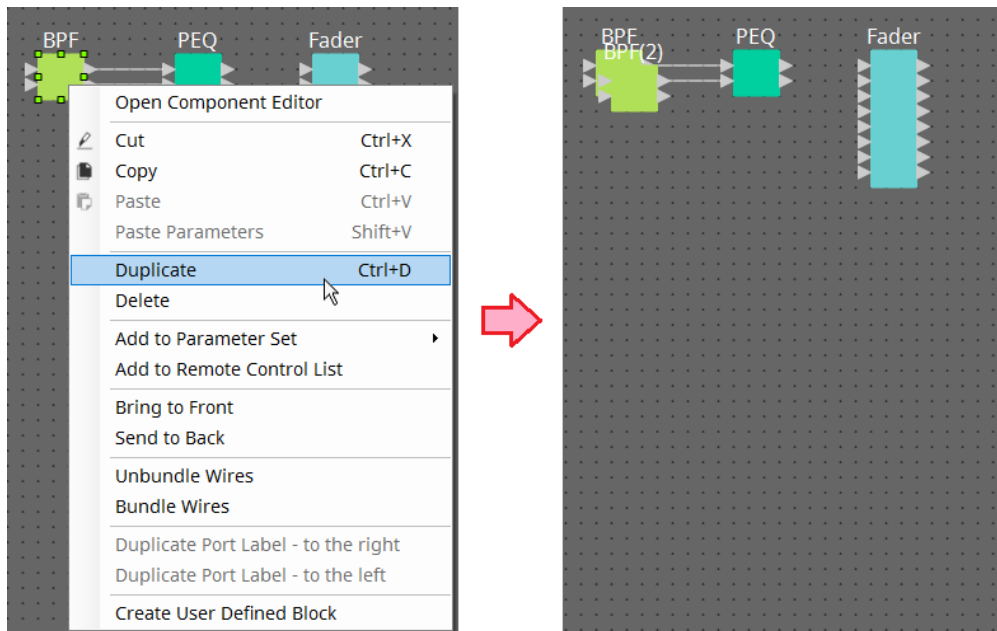 BPF PEQ Fader
Open Component Editor
Cut Ctrl+X
Copy Ctrl+C
Paste Ctrl+V
Paste Parameters Shift+V
Duplicate Ctrl+D
Delete
Add to Parameter Set
Add to Remote Control List
Bring to Front
Send to Back
Unbundle Wires
Bundle Wires
Duplicate Port Label - to the right
Duplicate Port Label - to the left
Create User Defined Block
BPF PEQ Fader
BPF(2)